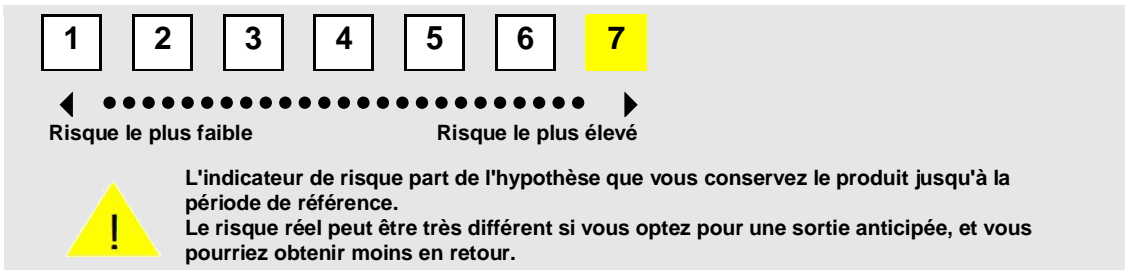 1 2 3 4 5 6 7
Risque le plus faible Risque le plus élevé
L'indicateur de risque part de l'hypothèse que vous conservez le produit jusqu'à la
période de référence.
Le risque réel peut être très différent si vous optez pour une sortie anticipée, et vous
! pourriez obtenir moins en retour.